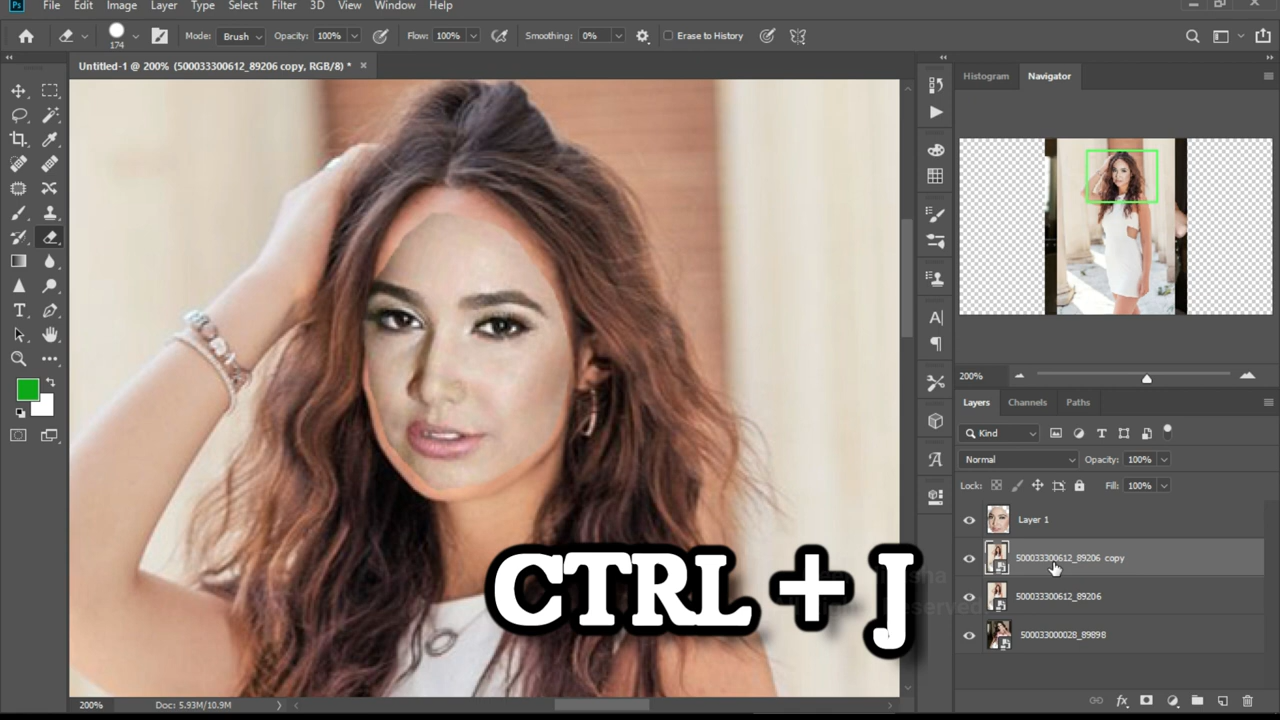 Ps File Edit Image Layer Type Select Filter 3D View Window Help
174 Mode: Brush Opacity: 100% Flow: 100% Smoothing: 0% Erase to History
Untitled-1 @ 200% (500033300612_89206 copy, RGB/8) *
Histogram Navigator
200%
Layers Channels Paths
Kind
Normal Opacity: 100%
Lock: Fill: 100%
Layer 1
500033300612_89206 copy
500033300612_89206
500033000028_89898
CTRL + J
200% Doc: 5.93M/10.9M